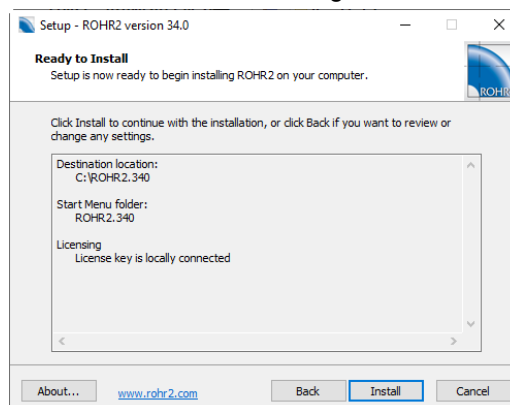 Setup - ROHR2 version 34.0
Ready to Install
Setup is now ready to begin installing ROHR2 on your computer.
ROHR
Click Install to continue with the installation, or click Back if you want to review or
change any settings.
Destination location:
C:\ROHR2.340
Start Menu folder:
ROHR2.340
Licensing
License key is locally connected
About...
www.rohr2.com
Back
Install
Cancel